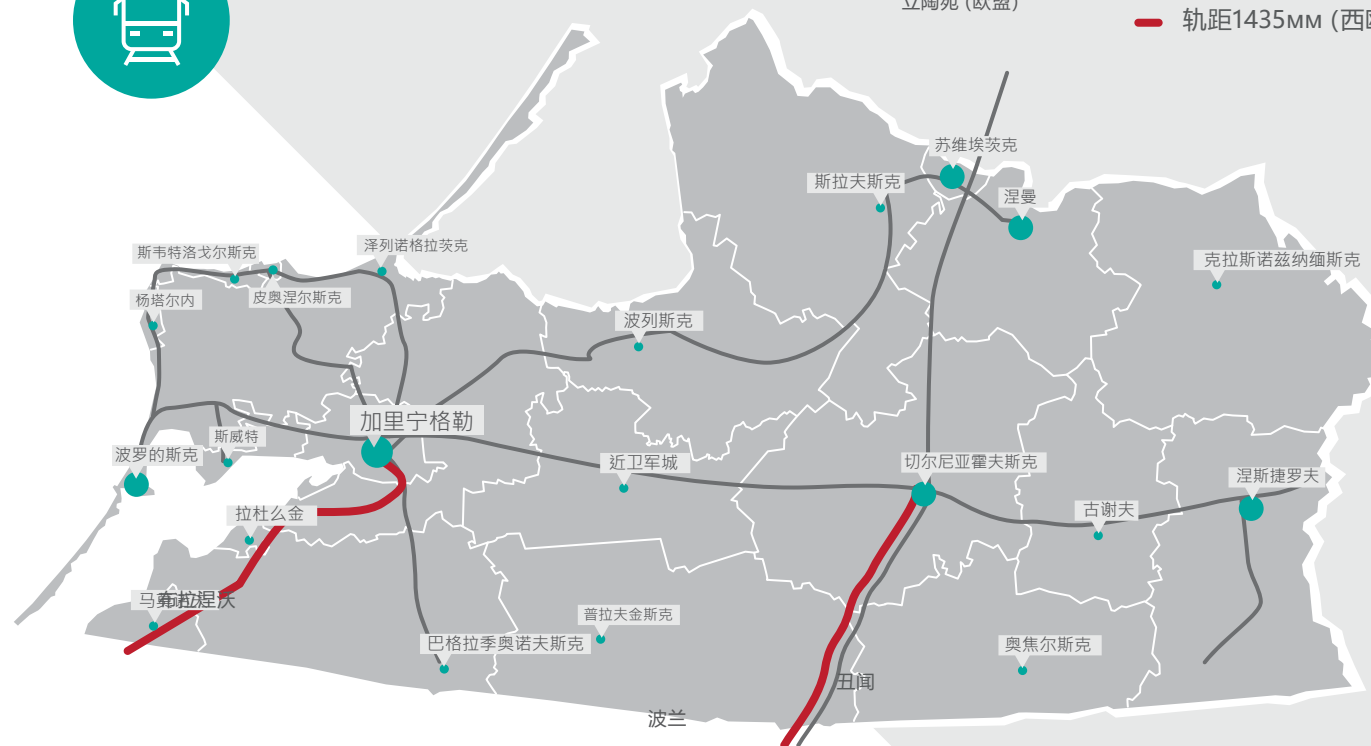 立陶宛 (欧盟)
轨距1435мм (西
苏维埃茨克
斯拉夫斯克
涅曼
斯韦特洛戈尔斯克
泽列诺格拉茨克
克拉斯诺兹纳缅斯克
杨塔尔内
皮奥涅尔斯克
波列斯克
加里宁格勒
斯威特
波罗的斯克
近卫军城
切尔尼亚霍夫斯克
涅斯捷罗夫
拉杜么金
古谢夫
布拉涅沃
普拉夫金斯克
巴格拉季奥诺夫斯克
奥焦尔斯克
丑闻
波兰